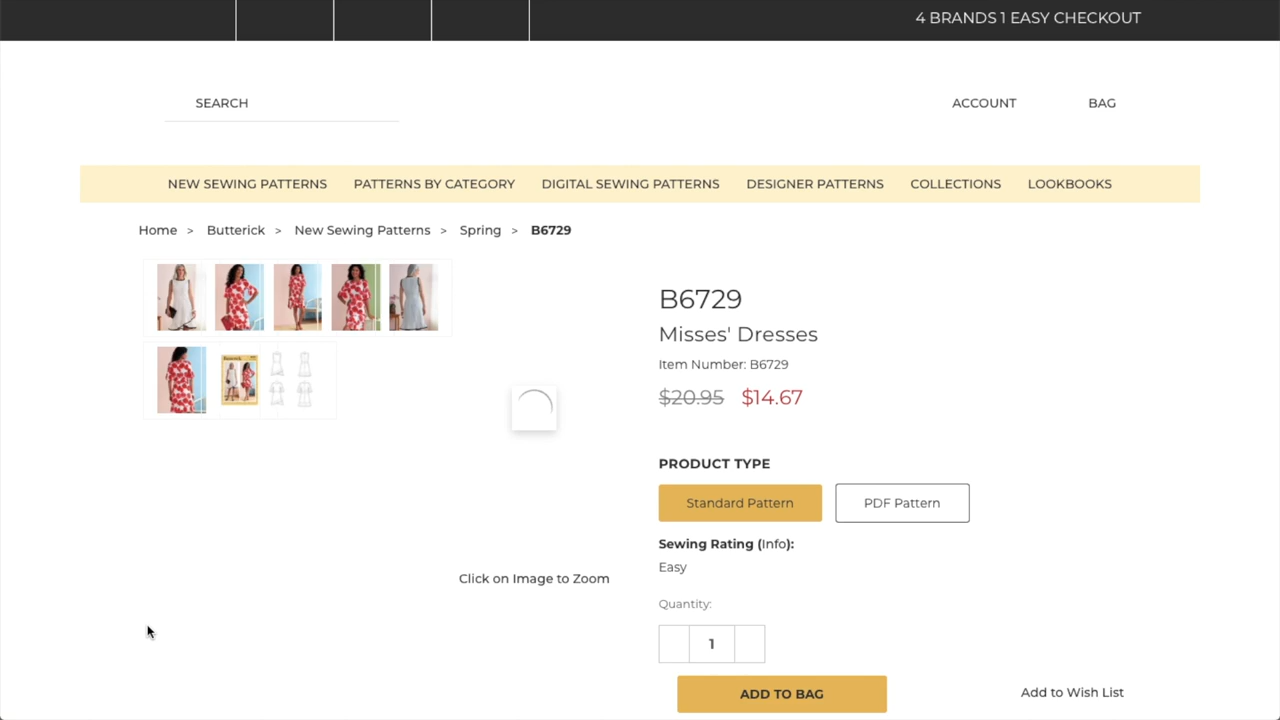 4 BRANDS 1 EASY CHECKOUT
SEARCH
ACCOUNT
BAG
NEW SEWING PATTERNS
PATTERNS BY CATEGORY
DIGITAL SEWING PATTERNS
DESIGNER PATTERNS
COLLECTIONS
LOOKBOOKS
Home > Butterick > New Sewing Patterns > Spring > B6729
B6729
Misses' Dresses
Item Number: B6729
$20.95 $14.67
PRODUCT TYPE
Standard Pattern
PDF Pattern
Sewing Rating (Info):
Easy
Click on Image to Zoom
Quantity:
1
ADD TO BAG
Add to Wish List